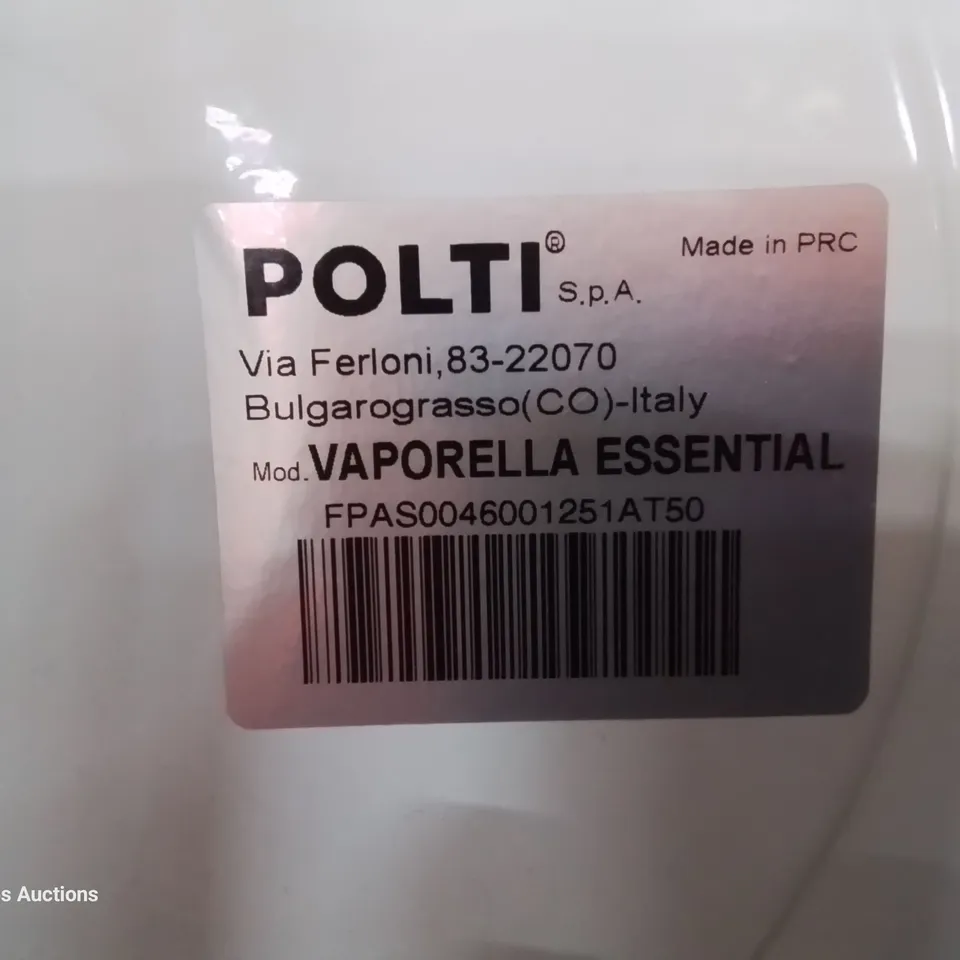 POLTI® S.p.A.
Made in PRC
Via Ferloni,83-22070
Bulgarograsso(CO)-Italy
Mod.VAPORELLA ESSENTIAL
FPAS0046001251AT50
s Auctions